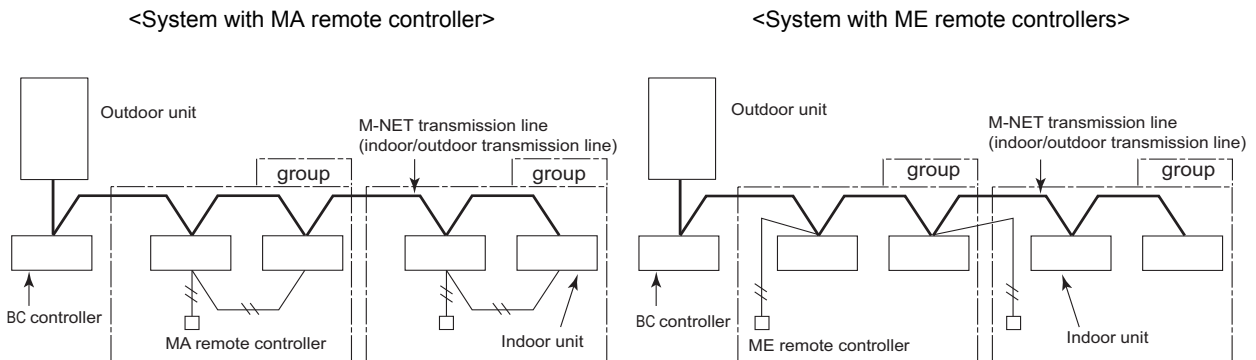 <System with MA remote controller>
Outdoor unit
M-NET transmission line
(indoor/outdoor transmission line)
group
group
BC controller
MA remote controller
Indoor unit
<System with ME remote controllers>
Outdoor unit
M-NET transmission line
(indoor/outdoor transmission line)
group
group
BC controller
ME remote controller
Indoor unit